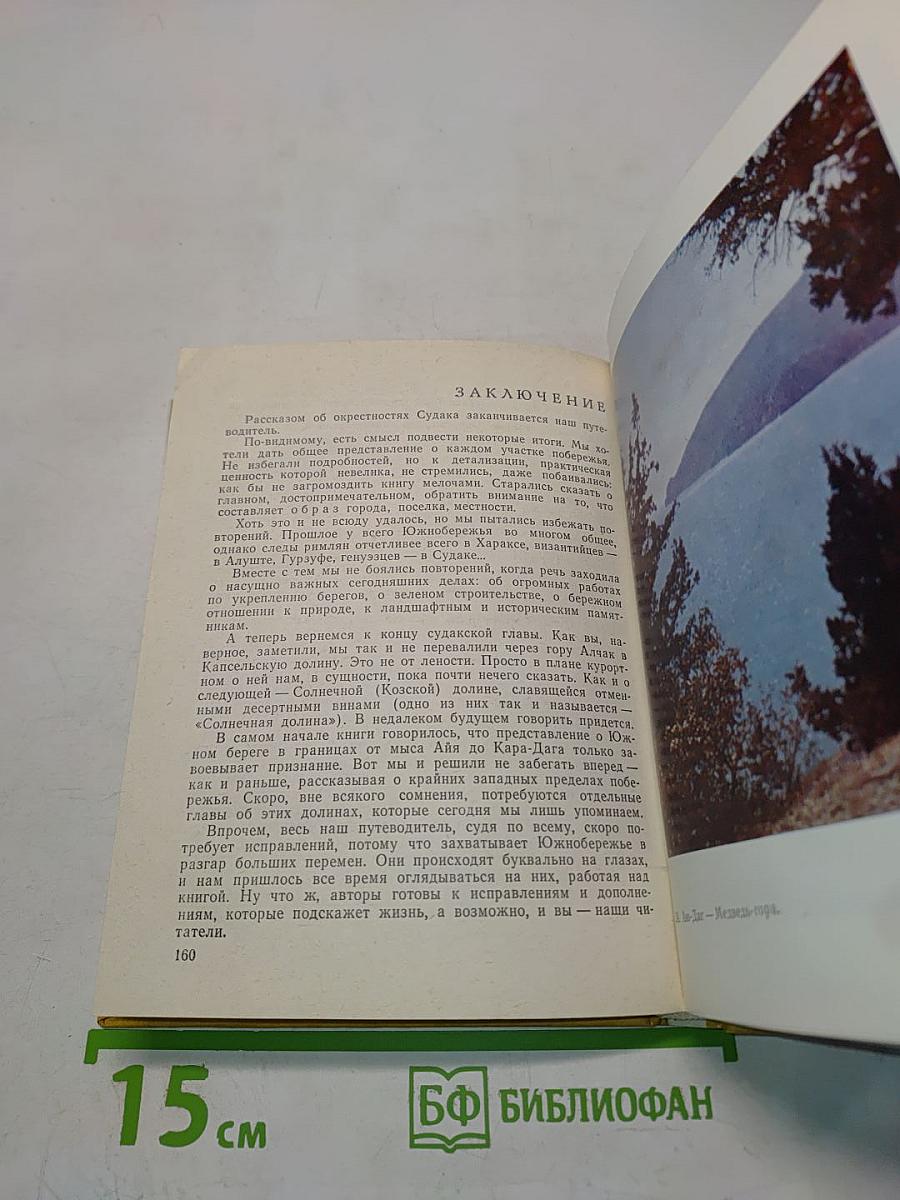 ЗАКЛЮЧЕНИЕ
Рассказом об окрестностях Судака заканчивается наш путе-
водитель.
По-видимому, есть смысл подвести некоторые итоги. Мы хо-
тели дать общее представление о каждом участке побережья.
Не избегали подробностей, но к детализации, практическая
ценность которой невелика, не стремились, даже побаивались:
как бы не загромоздить книгу мелочами. Старались сказать о
главном, достопримечательном, обратить внимание на то, что
составляет образ города, поселка, местности.
Хоть это и не всюду удалось, но мы пытались избежать по-
вторений. Прошлое у всего Южнобережья во многом общее,
однако следы римлян отчетливее всего в Хараксе, византийцев —
в Алуште, Гурзуфе, генуэзцев — в Судаке...
Вместе с тем мы не боялись повторений, когда речь заходила
о насущно важных сегодняшних делах: об огромных работах
по укреплению берегов, о зеленом строительстве, о бережном
отношении к природе, к ландшафтным и историческим памят-
никам.
А теперь вернемся к концу судакской главы. Как вы, на-
верное, заметили, мы так и не перевалили через гору Алчак в
Капсельскую долину. Это не от лености. Просто в плане курорт-
ном о ней нам, в сущности, пока почти нечего сказать. Как и о
следующей — Солнечной (Козской) долине, славящейся отмен-
ными десертными винами (одно из них так и называется —
«Солнечная долина»). В недалеком будущем говорить придется.
В самом начале книги говорилось, что представление о Юж-
ном береге в границах от мыса Айя до Кара-Дага только за-
воевывает признание. Вот мы и решили не забегать вперед —
как и раньше, рассказывая о крайних западных пределах побе-
режья. Скоро, вне всякого сомнения, потребуются отдельные
главы об этих долинах, которые сегодня мы лишь упоминаем.
Впрочем, весь наш путеводитель, судя по всему, скоро по-
требует исправлений, потому что захватывает Южнобережье в
разгар больших перемен. Они происходят буквально на глазах,
и нам пришлось все время оглядываться на них, работая над
книгой. Ну что ж, авторы готовы к исправлениям и дополне-
ниям, которые подскажет жизнь, а возможно, и вы — наши чи-
татели.
160
Аю-Даг — Медведь-гора.
15 см
БФ БИБЛИОФАН